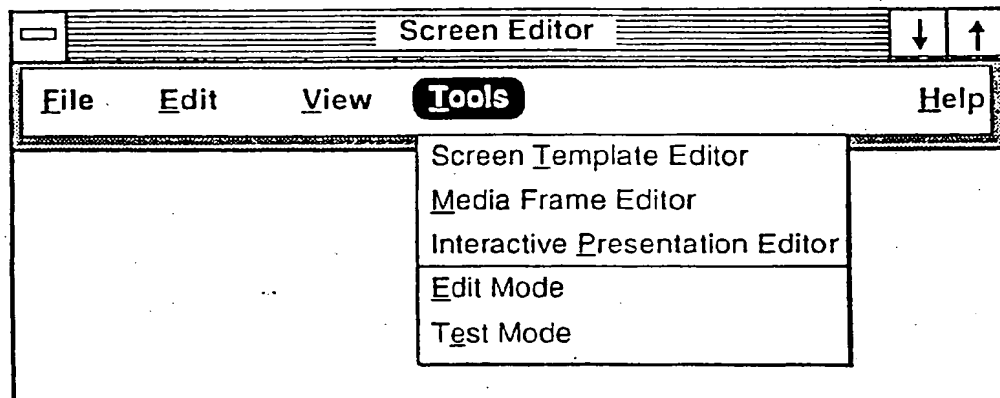 Screen Editor
File Edit View Tools Help
Screen Template Editor
Media Frame Editor
Interactive Presentation Editor
Edit Mode
Test Mode